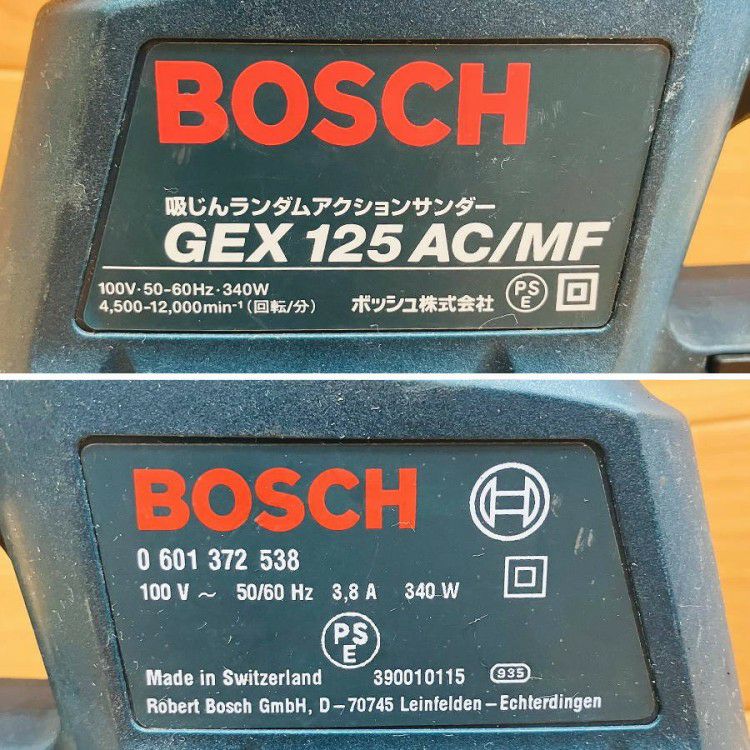 BOSCH
吸じんランダムアクションサンダー
GEX 125 AC/MF
100V･50-60Hz･340W
4,500-12,000min⁻¹(回転/分)
ボッシュ株式会社
PS
E
BOSCH
0 601 372 538
100 V ~ 50/60 Hz 3,8 A 340 W
PS
E
Made in Switzerland 390010115 935
Robert Bosch GmbH, D-70745 Leinfelden-Echterdingen